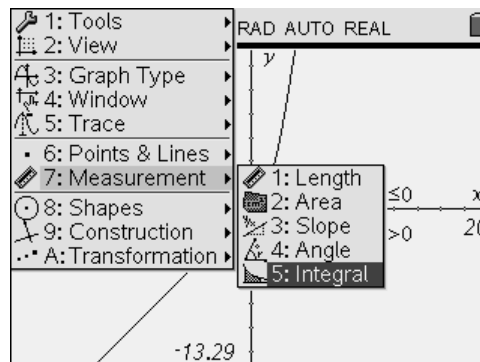 1: Tools
2: View
3: Graph Type
4: Window
5: Trace
6: Points & Lines
7: Measurement
8: Shapes
9: Construction
A: Transformation
RAD AUTO REAL
y
1: Length
2: Area
3: Slope
4: Angle
5: Integral
≤0
>0
x
20
-13.29